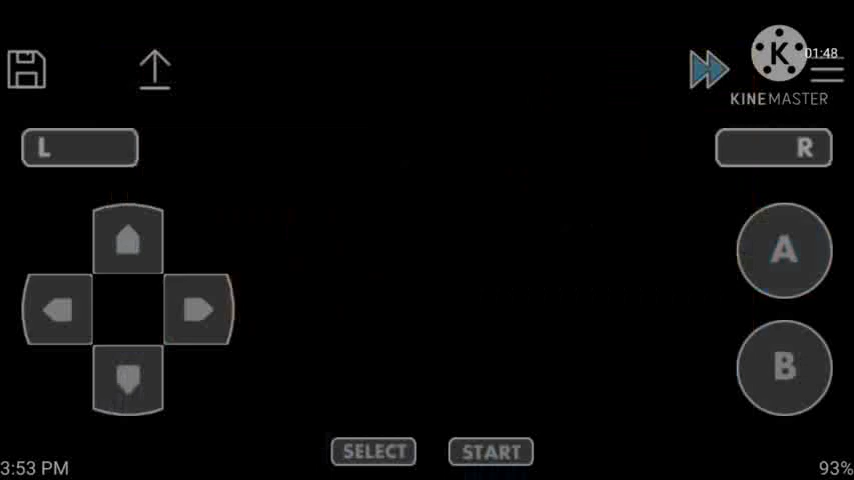 01:48
KINEMASTER
L
R
A
B
SELECT
START
3:53 PM
93%